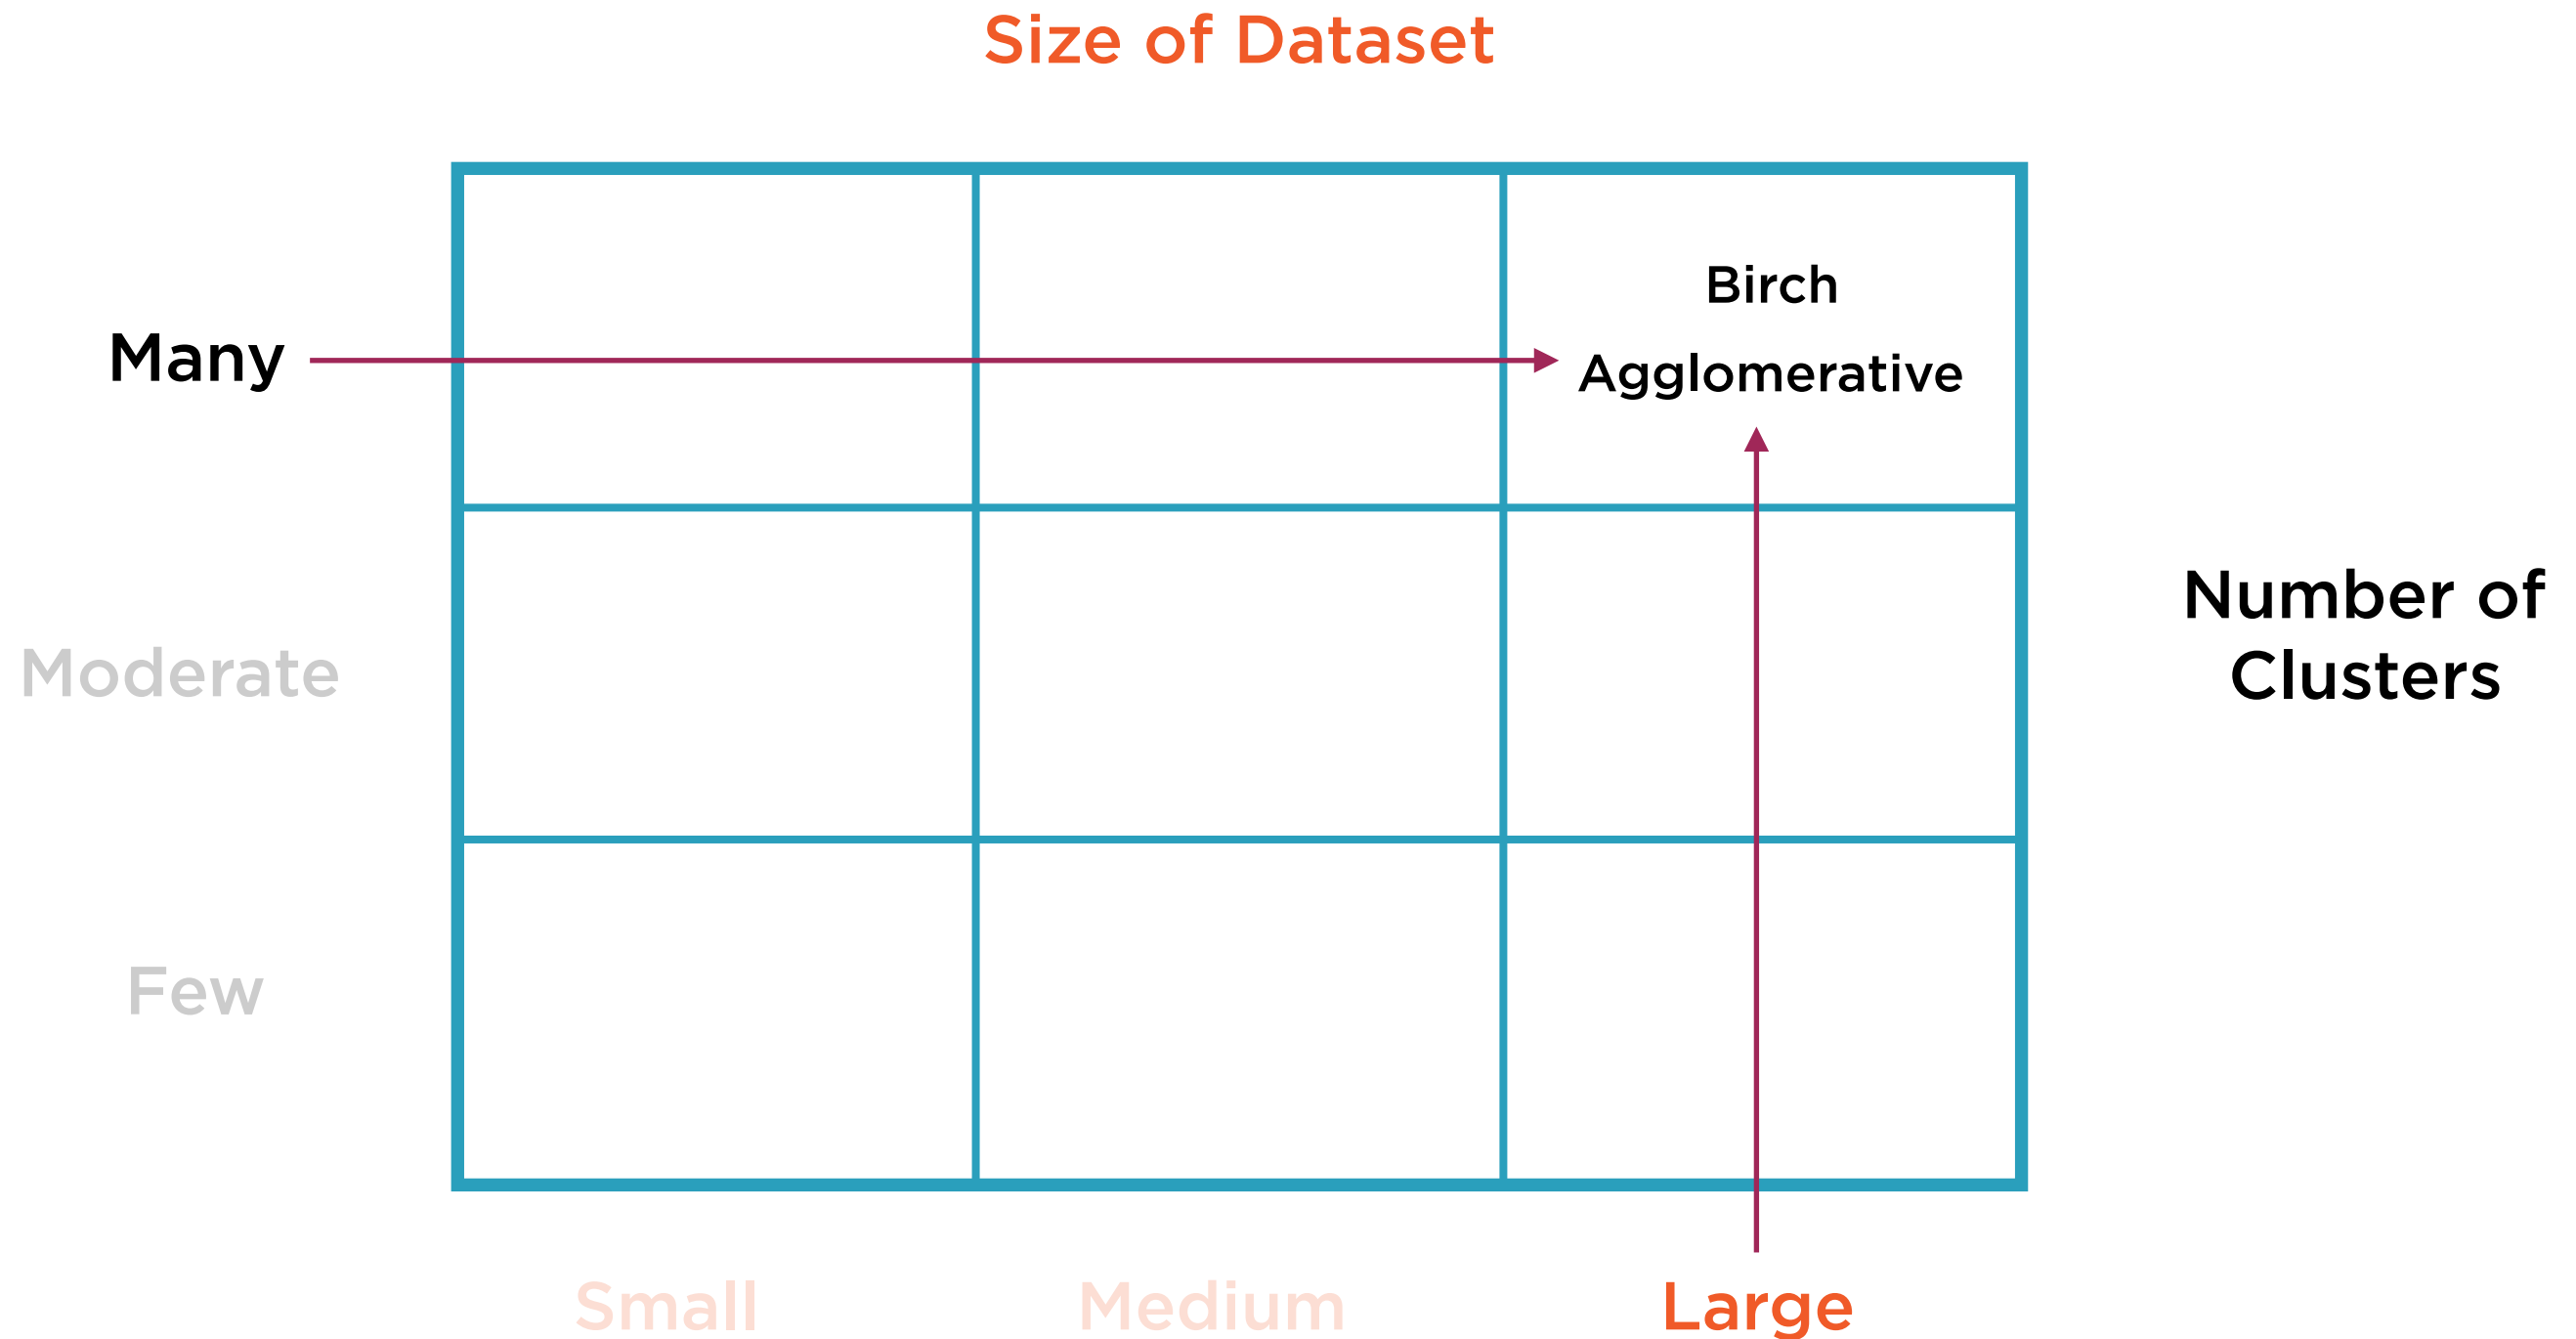 Size of Dataset
Many
Birch
Agglomerative
Moderate
Number of
Clusters
Few
Small
Medium
Large